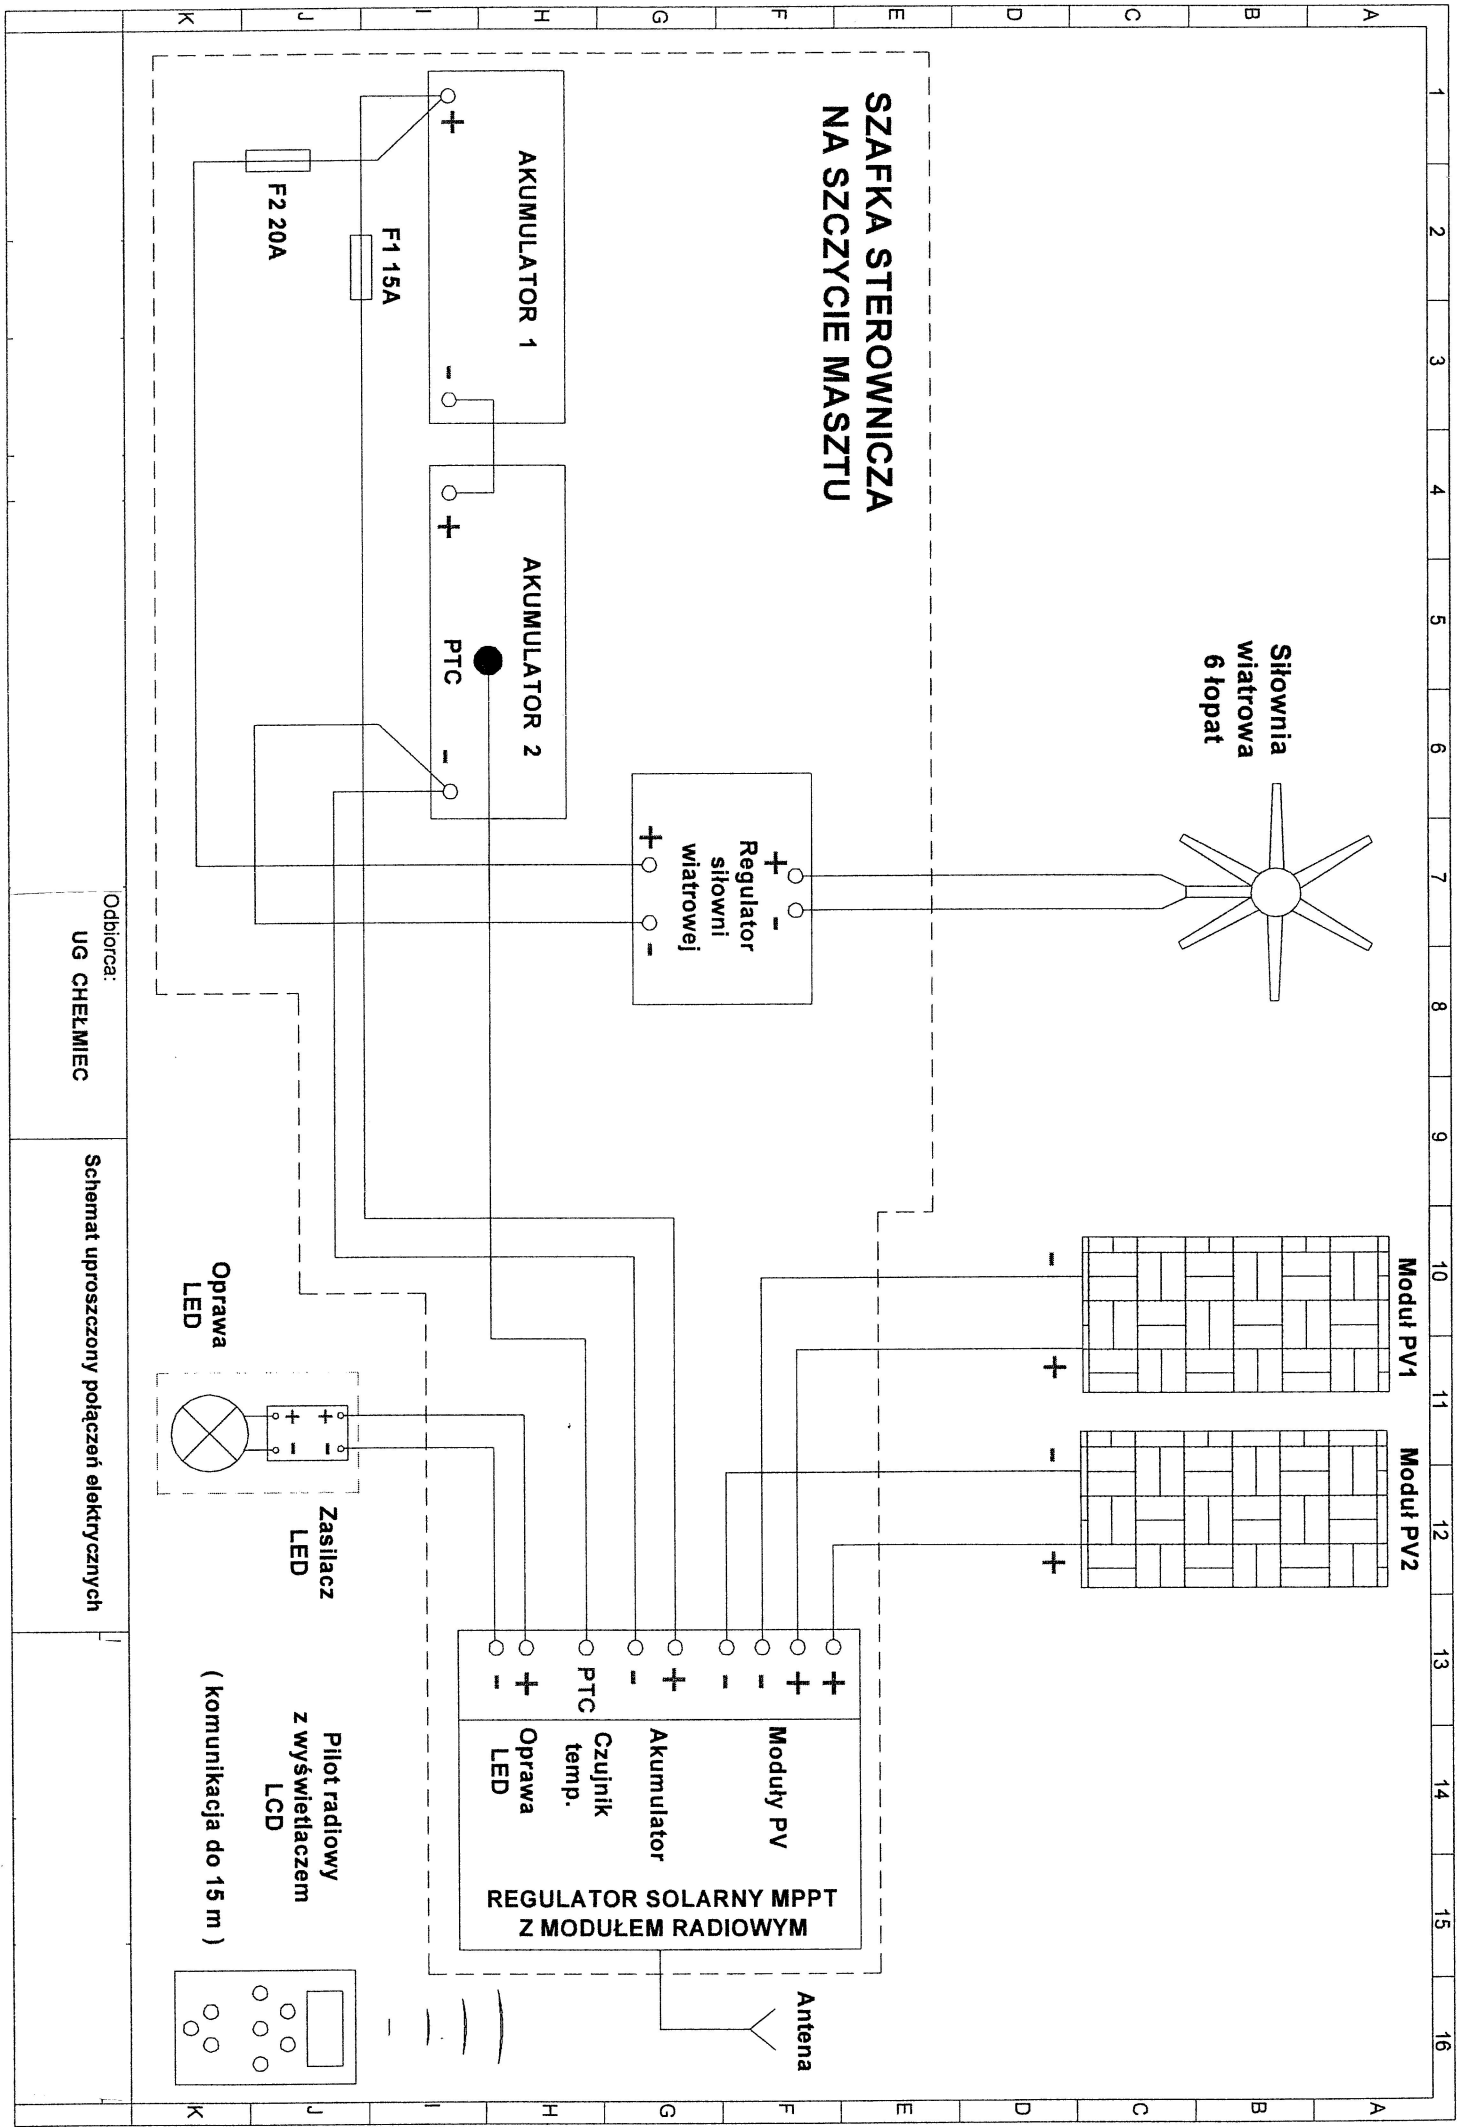 1 2 3 4 5 6 7 8 9 10 11 12 13 14 15 16
A
B
C
D
E
F
G
H
I
J
K
A
B
C
D
E
F
G
H
I
J
K
SZAFKA STEROWNICZA
NA SZCZYCIE MASZTU
Siłownia
wiatrowa
6 łopat
Moduł PV1
- +
Moduł PV2
- +
+ -
Regulator
siłowni
wiatrowej
+ -
AKUMULATOR 1
+ -
AKUMULATOR 2
+ PTC -
F1 15A
F2 20A
+
+
-
-
Moduły PV
+
-
Akumulator
PTC
Czujnik
temp.
+
-
Oprawa
LED
REGULATOR SOLARNY MPPT
Z MODUŁEM RADIOWYM
Antena
Oprawa
LED
+ -
+ -
Zasilacz
LED
Pilot radiowy
z wyświetlaczem
LCD
( komunikacja do 15 m )
Odbiorca:
UG CHEŁMIEC
Schemat uproszczony połączeń elektrycznych